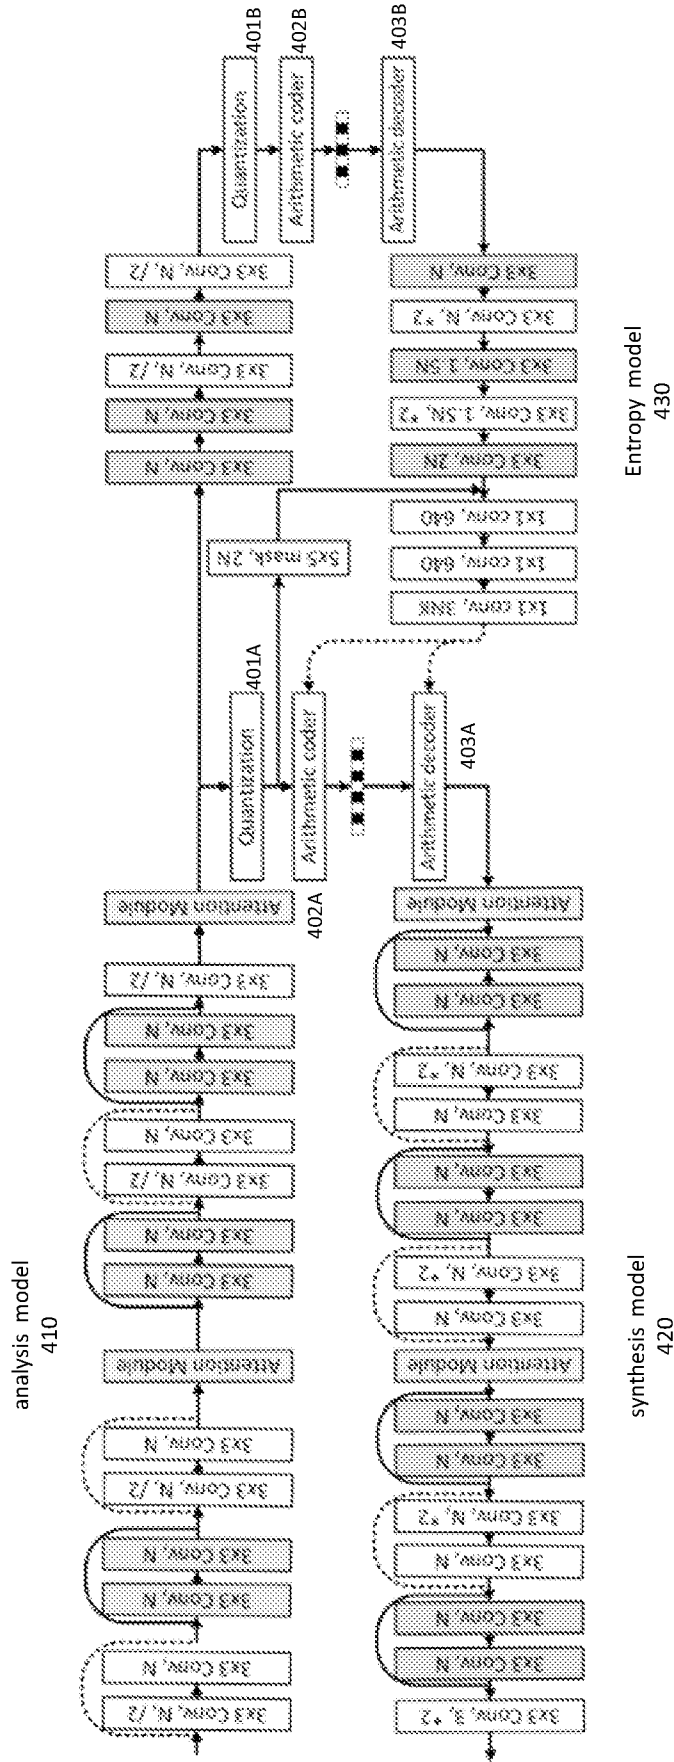 analysis model
410
3x3 Conv, N, /2
3x3 Conv, N
3x3 Conv, N
3x3 Conv, N
3x3 Conv, N, /2
3x3 Conv, N
Attention Module
3x3 Conv, N
3x3 Conv, N
3x3 Conv, N, /2
3x3 Conv, N
3x3 Conv, N
3x3 Conv, N
3x3 Conv, N, /2
Attention Module
3x3 Conv, N
3x3 Conv, N
3x3 Conv, N, /2
3x3 Conv, N
3x3 Conv, N, /2
Quantization
401A
5x5 mask, 2N
Quantization
401B
402A
Arithmetic coder
Arithmetic coder
402B
Arithmetic decoder
403A
Arithmetic decoder
403B
3x3 Conv, 3, *2
3x3 Conv, N
3x3 Conv, N
3x3 Conv, N
3x3 Conv, N, *2
3x3 Conv, N
3x3 Conv, N
Attention Module
3x3 Conv, N
3x3 Conv, N, *2
3x3 Conv, N
3x3 Conv, N
3x3 Conv, N
3x3 Conv, N, *2
3x3 Conv, N
3x3 Conv, N
Attention Module
1x1 conv, 3NK
1x1 conv, 640
1x1 conv, 640
3x3 Conv, 2N
3x3 Conv, 1.5N, *2
3x3 Conv, 1.5N
3x3 Conv, N, *2
3x3 Conv, N
synthesis model
420
Entropy model
430